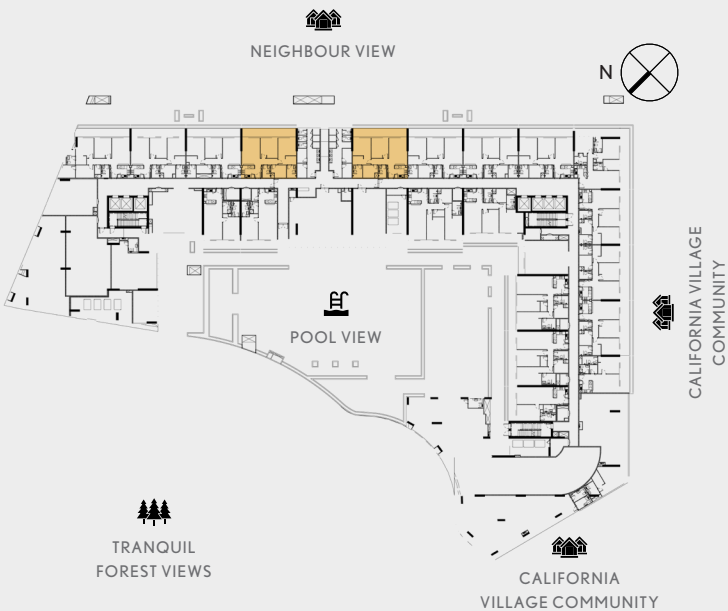 NEIGHBOUR VIEW
N
POOL VIEW
CALIFORNIA VILLAGE
COMMUNITY
TRANQUIL
FOREST VIEWS
CALIFORNIA
VILLAGE COMMUNITY